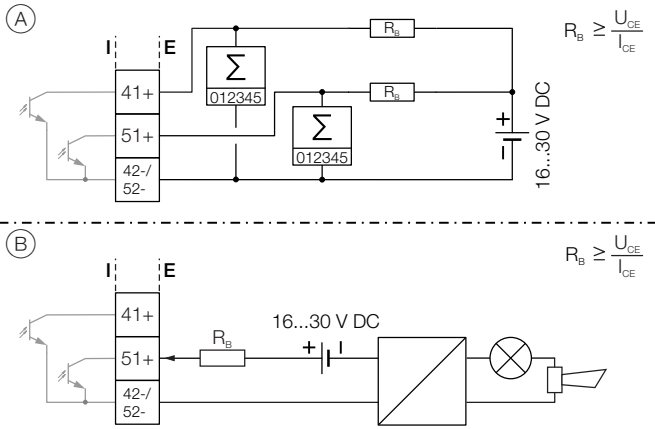 A
I E
R_B
R_B ≥ U_CE
I_CE
Σ
012345
41+
R_B
51+
Σ
012345
42-/
52-
+
–
16...30 V DC
B
I E
R_B ≥ U_CE
I_CE
41+
16...30 V DC
R_B
+ –
51+
42-/
52-